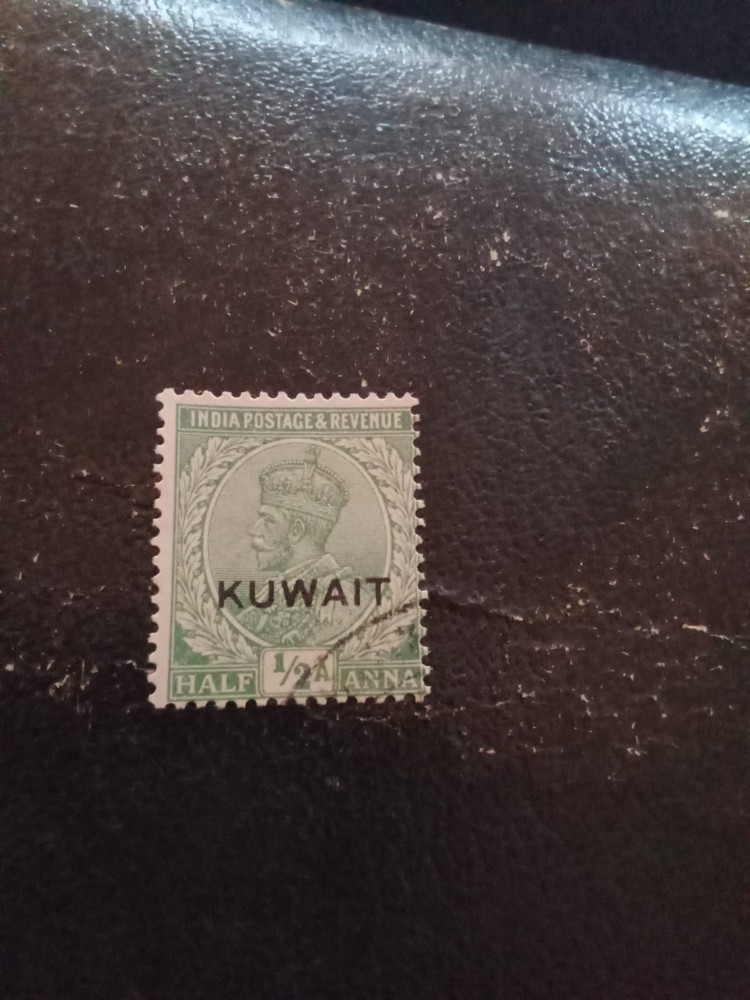 INDIA POSTAGE & REVENUE
KUWAIT
1/2 A
HALF ANNA